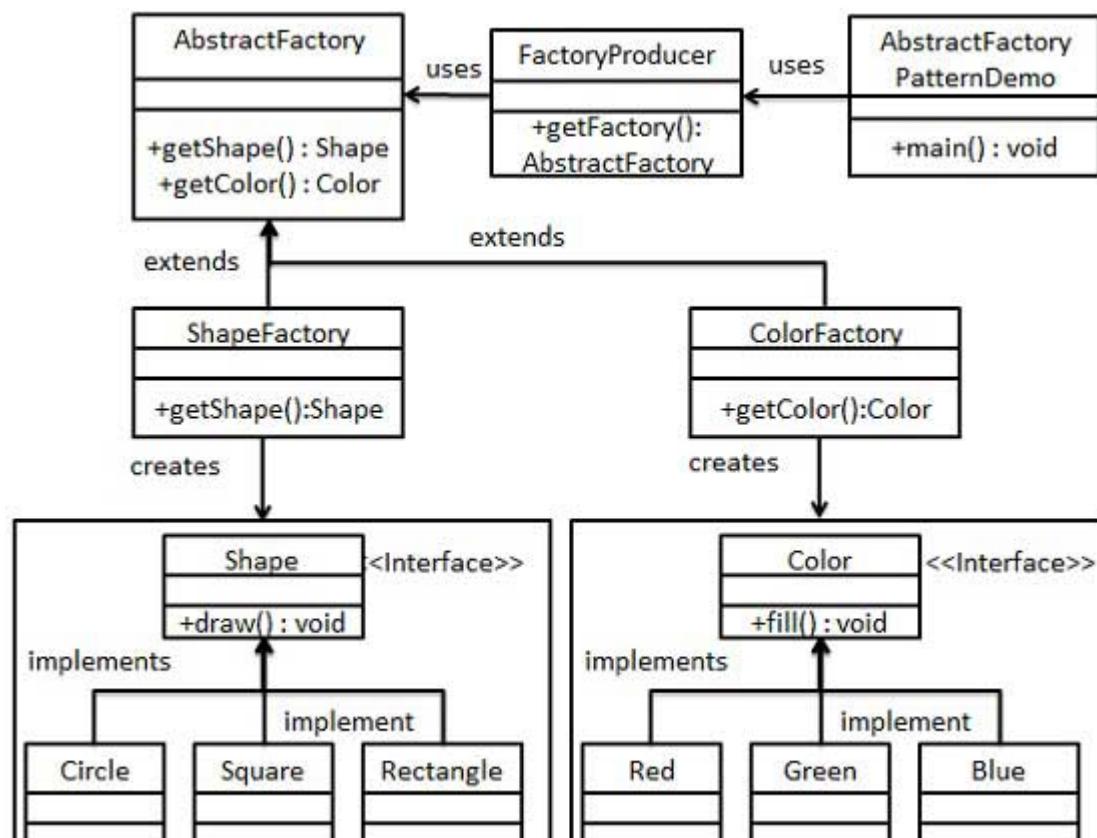 AbstractFactory
+getShape() : Shape
+getColor() : Color
uses
FactoryProducer
+getFactory():
AbstractFactory
uses
AbstractFactory
PatternDemo
+main() : void
extends
extends
ShapeFactory
+getShape():Shape
ColorFactory
+getColor():Color
creates
creates
Shape
<<Interface>>
+draw() : void
implements
implement
Circle
Square
Rectangle
Color
<<Interface>>
+fill() : void
implements
implement
Red
Green
Blue